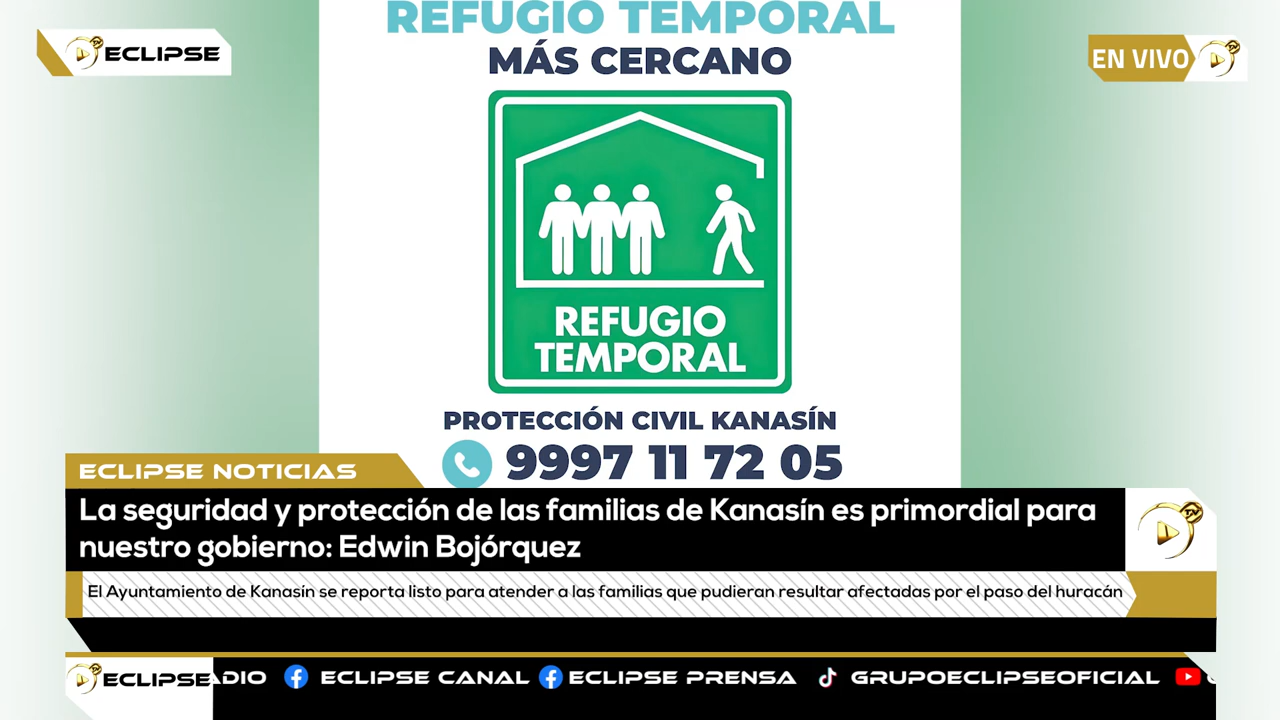 REFUGIO TEMPORAL
MÁS CERCANO
ECLIPSE
EN VIVO
REFUGIO
TEMPORAL
PROTECCIÓN CIVIL KANASÍN
9997 11 72 05
ECLIPSE NOTICIAS
La seguridad y protección de las familias de Kanasín es primordial para
nuestro gobierno: Edwin Bojórquez
El Ayuntamiento de Kanasín se reporta listo para atender a las familias que pudieran resultar afectadas por el paso del huracán
ECLIPSE ADIO ECLIPSE CANAL ECLIPSE PRENSA GRUPOECLIPSEOFICIAL